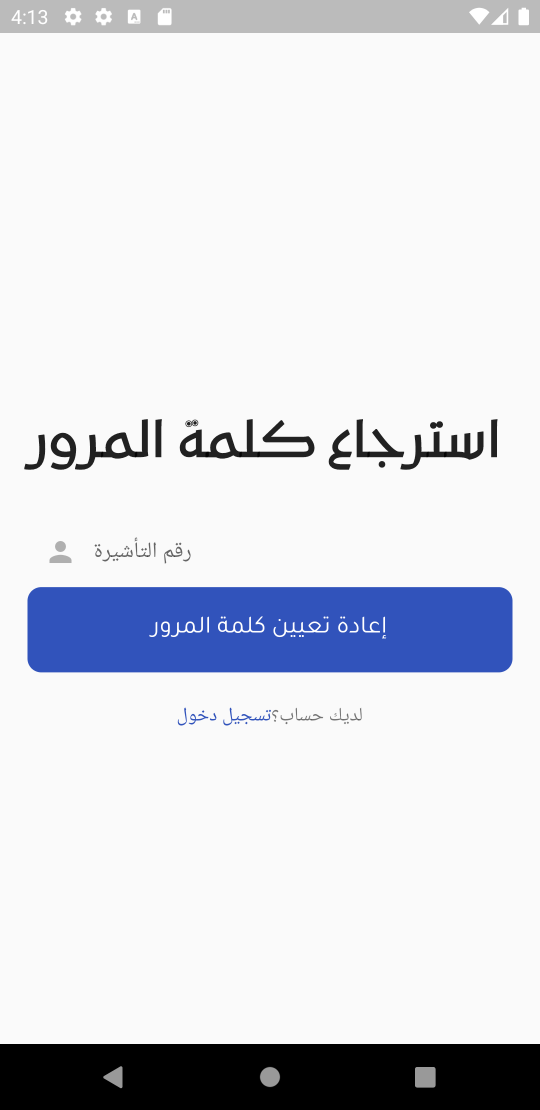 4:13
استرجاع كلمة المرور
رقم التأشيرة
إعادة تعيين كلمة المرور
لديك حساب؟تسجيل دخول